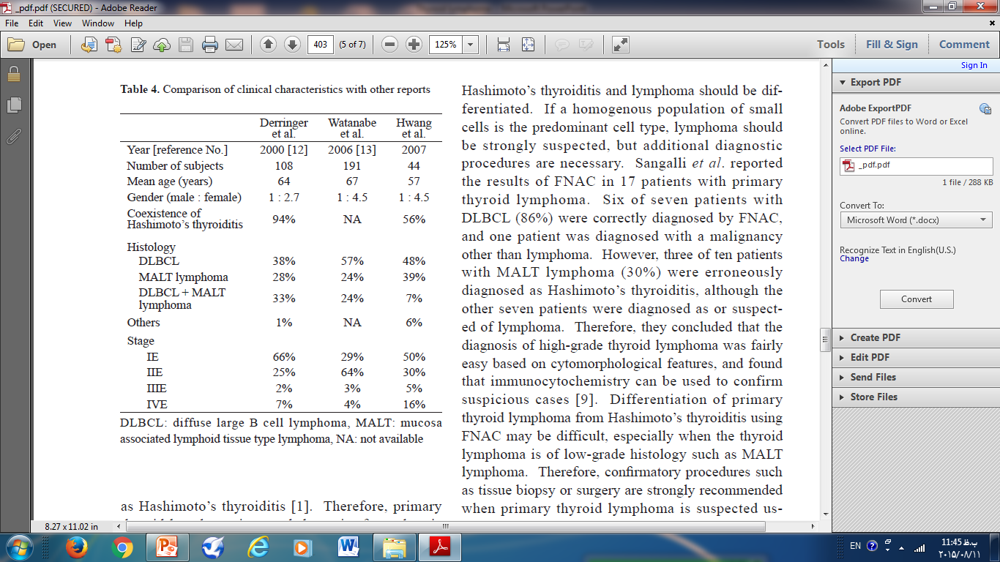 _pdf.pdf (SECURED) - Adobe Reader
File Edit View Window Help
Open 403 (5 of 7) 125% Tools Fill & Sign Comment
Table 4. Comparison of clinical characteristics with other reports
Derringer et al. Watanabe et al. Hwang et al.
Year [reference No.] 2000 [12] 2006 [13] 2007
Number of subjects 108 191 44
Mean age (years) 64 67 57
Gender (male : female) 1 : 2.7 1 : 4.5 1 : 4.5
Coexistence of
Hashimoto's thyroiditis 94% NA 56%
Histology
DLBCL 38% 57% 48%
MALT lymphoma 28% 24% 39%
DLBCL + MALT
lymphoma 33% 24% 7%
Others 1% NA 6%
Stage
IE 66% 29% 50%
IIE 25% 64% 30%
IIIE 2% 3% 5%
IVE 7% 4% 16%
DLBCL: diffuse large B cell lymphoma, MALT: mucosa
associated lymphoid tissue type lymphoma, NA: not available
as Hashimoto's thyroiditis [1]. Therefore, primary
Hashimoto's thyroiditis and lymphoma should be dif-
ferentiated. If a homogenous population of small
cells is the predominant cell type, lymphoma should
be strongly suspected, but additional diagnostic
procedures are necessary. Sangalli et al. reported
the results of FNAC in 17 patients with primary
thyroid lymphoma. Six of seven patients with
DLBCL (86%) were correctly diagnosed by FNAC,
and one patient was diagnosed with a malignancy
other than lymphoma. However, three of ten patients
with MALT lymphoma (30%) were erroneously
diagnosed as Hashimoto's thyroiditis, although the
other seven patients were diagnosed as or suspect-
ed of lymphoma. Therefore, they concluded that the
diagnosis of high-grade thyroid lymphoma was fairly
easy based on cytomorphological features, and found
that immunocytochemistry can be used to confirm
suspicious cases [9]. Differentiation of primary
thyroid lymphoma from Hashimoto's thyroiditis using
FNAC may be difficult, especially when the thyroid
lymphoma is of low-grade histology such as MALT
lymphoma. Therefore, confirmatory procedures such
as tissue biopsy or surgery are strongly recommended
when primary thyroid lymphoma is suspected us-
8.27 x 11.02 in
Sign In
Export PDF
Adobe ExportPDF
Convert PDF files to Word or Excel
online.
Select PDF File:
_pdf.pdf
1 file / 288 KB
Convert To:
Microsoft Word (*.docx)
Recognize Text in English(U.S.)
Change
Convert
Create PDF
Edit PDF
Send Files
Store Files
EN
11:45 ب.ظ
٢٠١٥/٠٨/١١